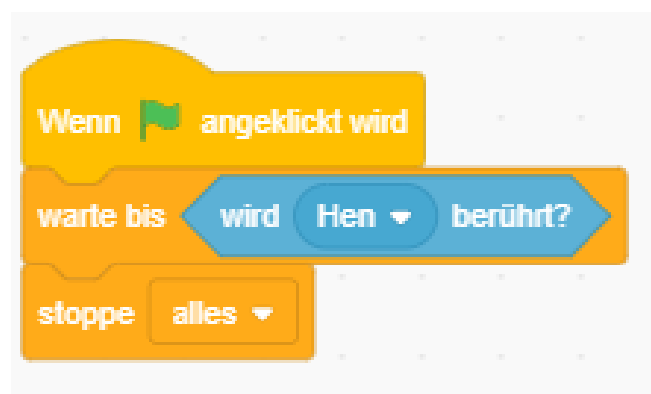 Wenn angeklickt wird
warte bis wird Hen berührt?
stoppe alles